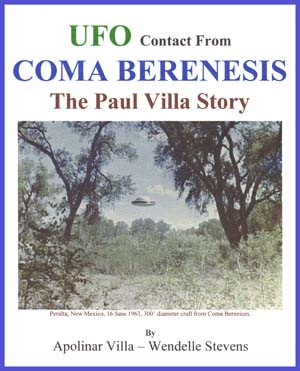 UFO Contact From
COMA BERENESIS
The Paul Villa Story
Peralta, New Mexico, 16 June 1963, 300' diameter craft from Coma Berenices.
By
Apolinar Villa – Wendelle Stevens